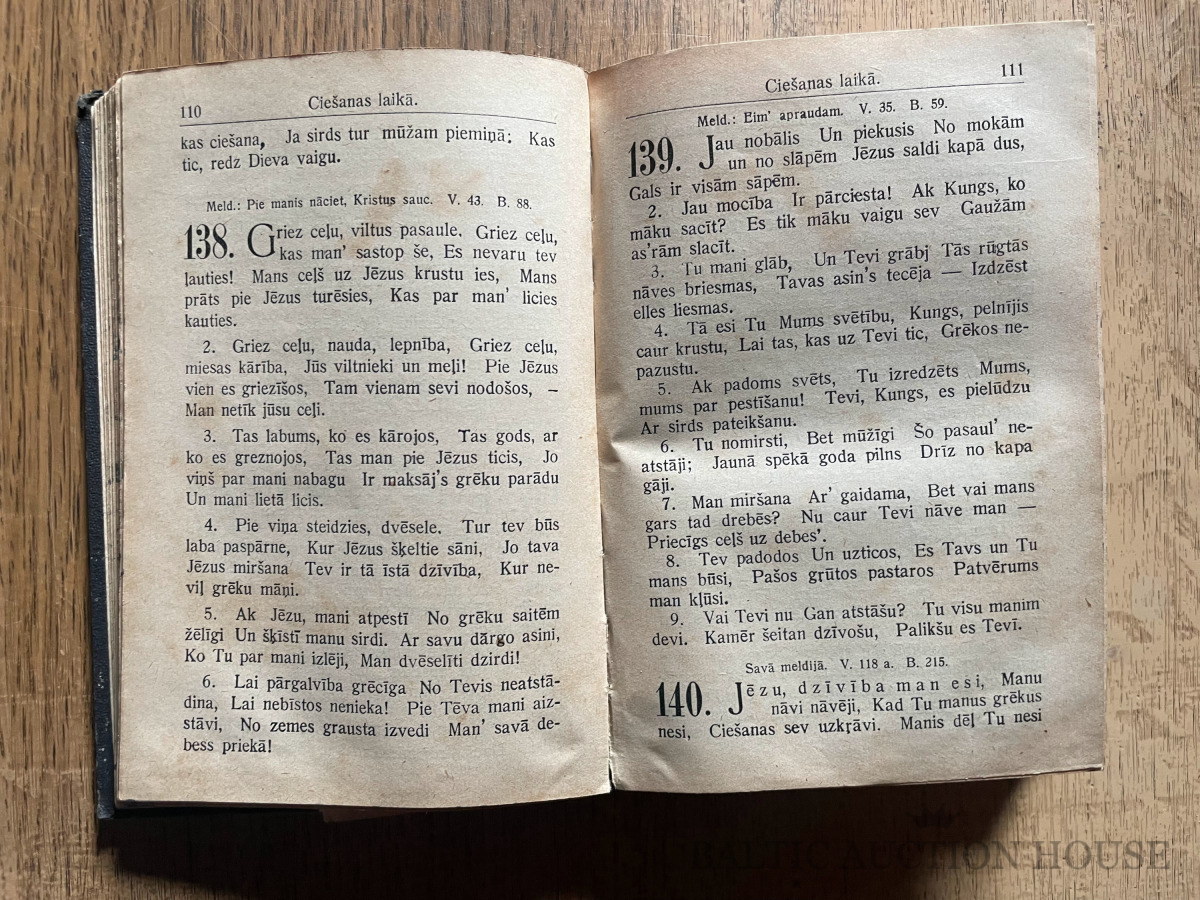 110
Ciešanas laikā.
kas ciešana, Ja sirds tur mūžam piemiņā: Kas
tic, redz Dieva vaigu.
Meld.: Pie manis nāciet, Kristus sauc. V. 43. B. 88.
138. Griez ceļu, viltus pasaule. Griez ceļu,
kas man' sastop še, Es nevaru tev
ļauties! Mans ceļš uz Jēzus krustu ies, Mans
prāts pie Jēzus turēsies, Kas par man' licies
kauties.
2. Griez ceļu, nauda, lepnība, Griez ceļu,
miesas kārība, Jūs viltnieki un meļi! Pie Jēzus
vien es griezīšos, Tam vienam sevi nodošos, –
Man netīk jūsu ceļi.
3. Tas labums, ko es kārojos, Tas gods, ar
ko es greznojos, Tas man pie Jēzus ticis, Jo
viņš par mani nabagu Ir maksāj's grēku parādu
Un mani lietā licis.
4. Pie viņa steidzies, dvēsele. Tur tev būs
laba paspārne, Kur Jēzus šķeltie sāni, Jo tava
Jēzus miršana Tev ir tā īstā dzīvība, Kur ne-
viļ grēku māņi.
5. Ak Jēzu, mani atpestī No grēku saitēm
žēlīgi Un šķīstī manu sirdi. Ar savu dārgo asini,
Ko Tu par mani izlēji, Man dvēselīti dzirdi!
6. Lai pārgalvība grēcīga No Tevis neatstā-
dina, Lai nebīstos nenieka! Pie Tēva mani aiz-
stāvi, No zemes grausta izvedi Man' savā de-
bess priekā!
Ciešanas laikā.
111
Meld.: Eim' apraudam. V. 35. B. 59.
139. Jau nobālis Un piekusis No mokām
un no slāpēm Jēzus saldi kapā dus,
Gals ir visām sāpēm.
2. Jau mocība Ir pārciesta! Ak Kungs, ko
māku sacīt? Es tik māku vaigu sev Gaužām
as'rām slacīt.
3. Tu mani glāb, Un Tevi grābj Tās rūgtās
nāves briesmas, Tavas asin's tecēja — Izdzēst
elles liesmas.
4. Tā esi Tu Mums svētību, Kungs, pelnījis
caur krustu, Lai tas, kas uz Tevi tic, Grēkos ne-
pazustu.
5. Ak padoms svēts, Tu izredzēts Mums,
mums par pestīšanu! Tevi, Kungs, es pielūdzu
Ar sirds pateikšanu.
6. Tu nomirsti, Bet mūžīgi Šo pasaul' ne-
atstāji; Jaunā spēkā goda pilns Drīz no kapa
gāji.
7. Man miršana Ar' gaidama, Bet vai mans
gars tad drebēs? Nu caur Tevi nāve man —
Priecīgs ceļš uz debes'.
8. Tev padodos Un uzticos, Es Tavs un Tu
mans būsi, Pašos grūtos pastaros Patvērums
man kļūsi.
9. Vai Tevi nu Gan atstāšu? Tu visu manim
devi. Kamēr šeitan dzīvošu, Palikšu es Tevī.
Savā meldijā. V. 118 a. B. 215.
140. Jēzu, dzīvība man esi, Manu
nāvi nāvēji, Kad Tu manus grēkus
nesi, Ciešanas sev uzkŗāvi. Manis dēļ Tu nesi
BALTIC AUCTION HOUSE